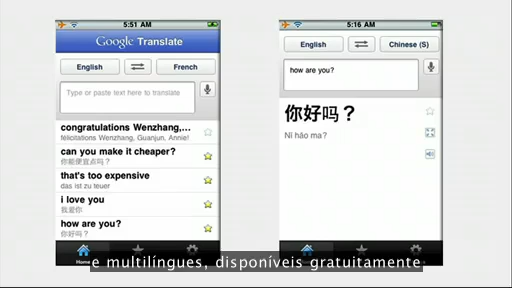 5:51 AM
Google Translate
English
French
Type or paste text here to translate
congratulations Wenzhang,...
félicitations Wenzhang, Guanjun, Annie!
can you make it cheaper?
你能便宜点吗？
that's too expensive
das ist zu teuer
i love you
我爱你
how are you?
你好吗？
5:16 AM
English
Chinese (S)
how are you?
你好吗？
Nǐ hǎo ma?
e multilíngues, disponíveis gratuitamente